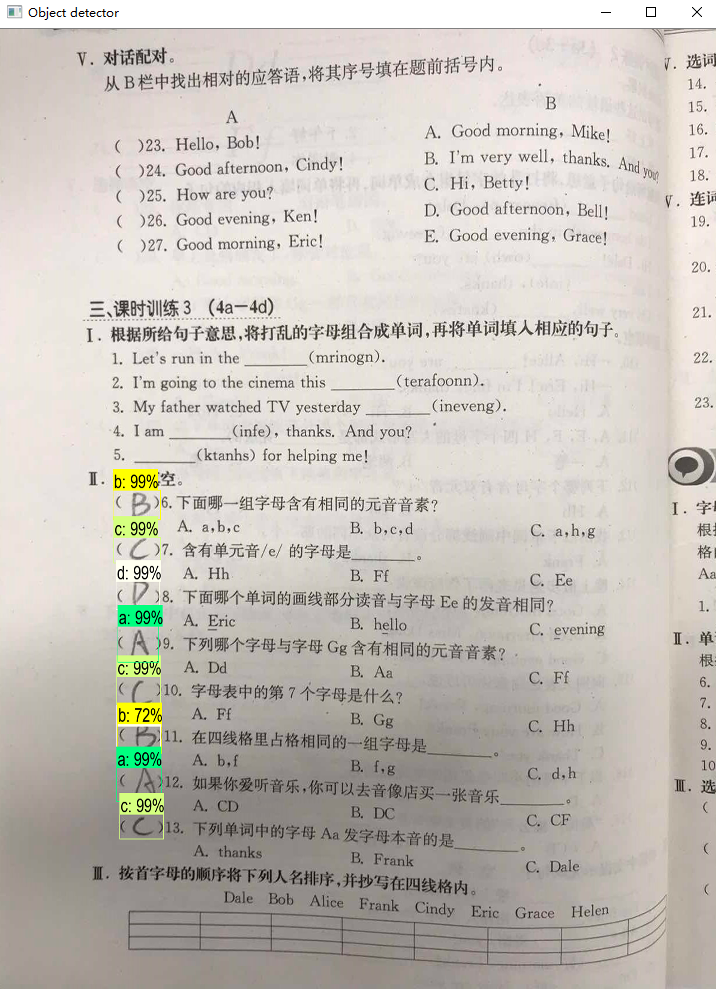 Object detector
Ⅴ. 对话配对。
从B栏中找出相对的应答语,将其序号填在题前括号内。
A
B
( )23. Hello, Bob!
A. Good morning, Mike!
( )24. Good afternoon, Cindy!
B. I'm very well, thanks. And you?
( )25. How are you?
C. Hi, Betty!
( )26. Good evening, Ken!
D. Good afternoon, Bell!
( )27. Good morning, Eric!
E. Good evening, Grace!
三、课时训练3 (4a—4d)
Ⅰ. 根据所给句子意思,将打乱的字母组合成单词,再将单词填入相应的句子。
1. Let's run in the _______(mrinogn).
2. I'm going to the cinema this _______(terafoonn).
3. My father watched TV yesterday _______(ineveng).
4. I am _______(infe), thanks. And you?
5. _______(ktanhs) for helping me!
Ⅱ. 空。
b: 99%
( B )6. 下面哪一组字母含有相同的元音音素?
A. a,b,c B. b,c,d C. a,h,g
c: 99%
( C )7. 含有单元音/e/ 的字母是_______。
A. Hh B. Ff C. Ee
d: 99%
( D )8. 下面哪个单词的画线部分读音与字母 Ee 的发音相同?
A. Eric B. hello C. evening
a: 99%
( A )9. 下列哪个字母与字母 Gg 含有相同的元音音素?
A. Dd B. Aa C. Ff
c: 99%
( C )10. 字母表中的第 7 个字母是什么?
A. Ff B. Gg C. Hh
b: 72%
( B )11. 在四线格里占格相同的一组字母是_______。
A. b,f B. f,g C. d,h
a: 99%
( A )12. 如果你爱听音乐,你可以去音像店买一张音乐_______。
A. CD B. DC C. CF
c: 99%
( C )13. 下列单词中的字母 Aa 发字母本音的是_______。
A. thanks B. Frank C. Dale
Ⅲ. 按首字母的顺序将下列人名排序,并抄写在四线格内。
Dale Bob Alice Frank Cindy Eric Grace Helen
Ⅴ. 选词
14.
15.
16.
17.
18.
Ⅴ. 连词
19.
20.
21.
22.
23.
Ⅰ. 字母
根据
格内
Aa
1.
Ⅱ. 单
根据
6.
7.
8.
9.
10
Ⅲ. 选
(
(
(